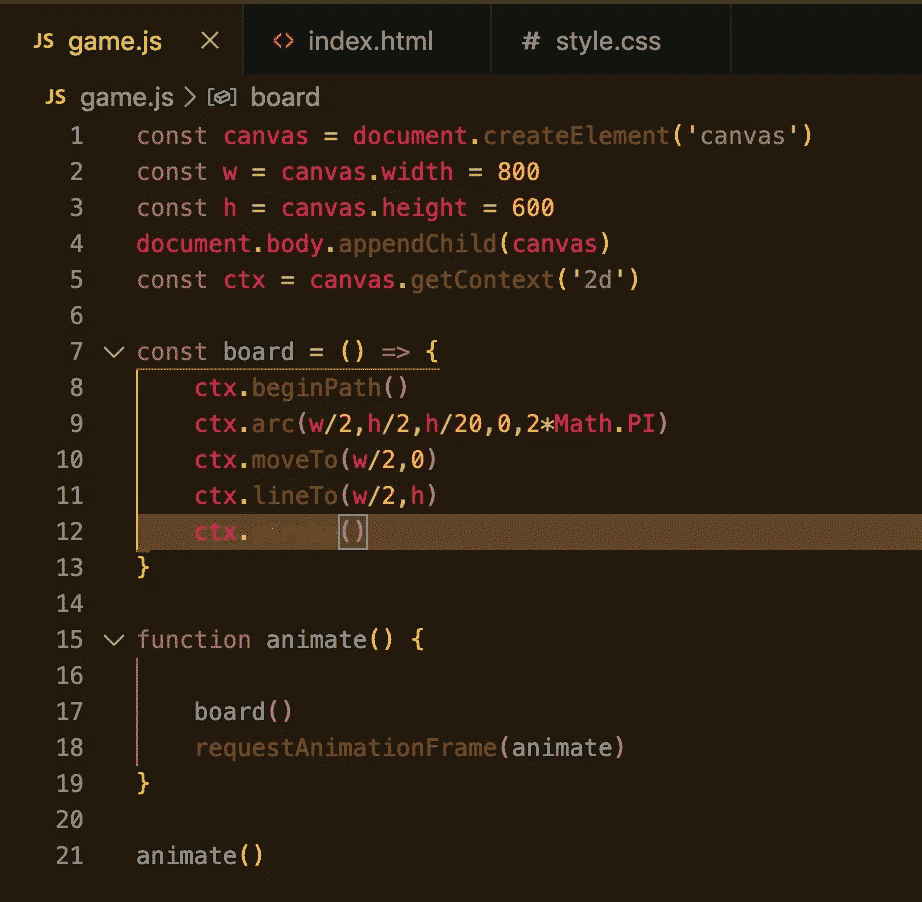 JS game.js × <> index.html # style.css
JS game.js > board
1 const canvas = document.createElement('canvas')
2 const w = canvas.width = 800
3 const h = canvas.height = 600
4 document.body.appendChild(canvas)
5 const ctx = canvas.getContext('2d')
6
7 const board = () => {
8 ctx.beginPath()
9 ctx.arc(w/2,h/2,h/20,0,2*Math.PI)
10 ctx.moveTo(w/2,0)
11 ctx.lineTo(w/2,h)
12 ctx. ()
13 }
14
15 function animate() {
16
17 board()
18 requestAnimationFrame(animate)
19 }
20
21 animate()